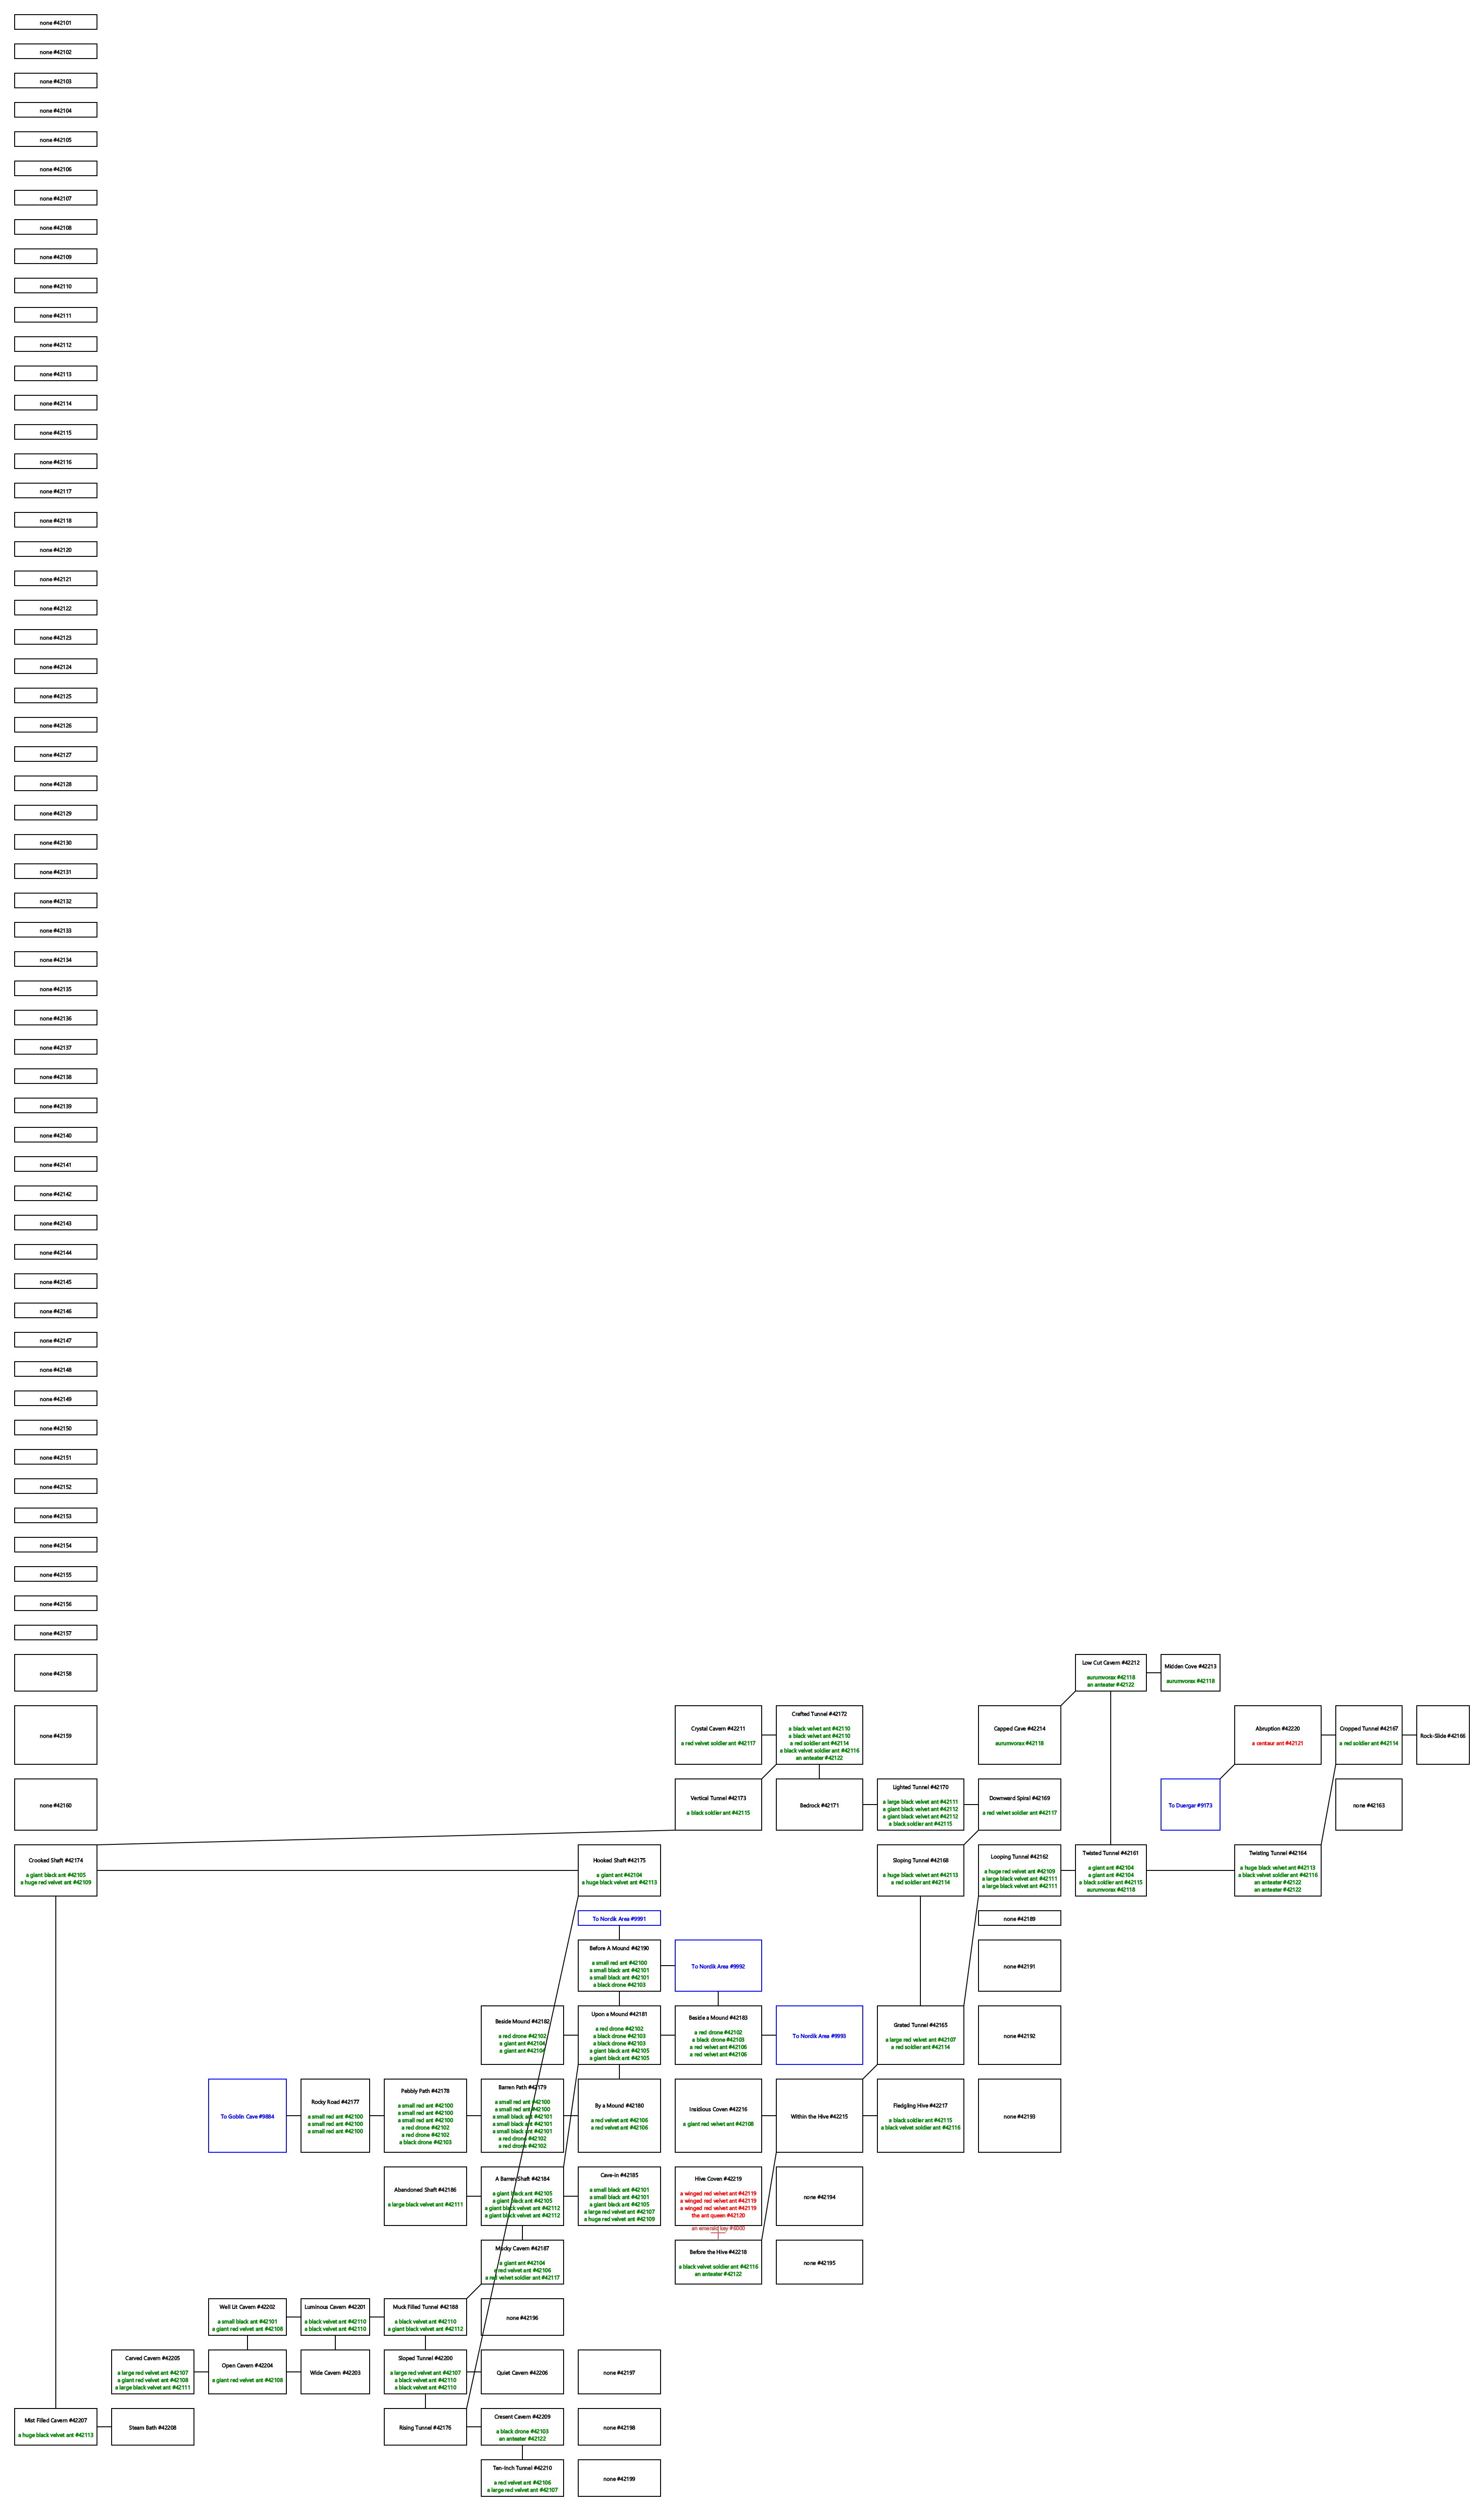 none #42101
none #42102
none #42103
none #42104
none #42105
none #42106
none #42107
none #42108
none #42109
none #42110
none #42111
none #42112
none #42113
none #42114
none #42115
none #42116
none #42117
none #42118
none #42120
none #42121
none #42122
none #42123
none #42124
none #42125
none #42126
none #42127
none #42128
none #42129
none #42130
none #42131
none #42132
none #42133
none #42134
none #42135
none #42136
none #42137
none #42138
none #42139
none #42140
none #42141
none #42142
none #42143
none #42144
none #42145
none #42146
none #42147
none #42148
none #42149
none #42150
none #42151
none #42152
none #42153
none #42154
none #42155
none #42156
none #42157
none #42158
Low Cut Cavern #42212
aurumvorax #42118
an anteater #42122
Midden Cove #42213
aurumvorax #42118
none #42159
Crystal Cavern #42211
a red velvet soldier ant #42117
Crafted Tunnel #42172
a black velvet ant #42110
a black velvet ant #42110
a red soldier ant #42114
a black velvet soldier ant #42116
an anteater #42122
Capped Cave #42214
aurumvorax #42118
Abruption #42220
a centaur ant #42121
Cropped Tunnel #42167
a red soldier ant #42114
Rock-Slide #42166
none #42160
Vertical Tunnel #42173
a black soldier ant #42115
Bedrock #42171
Lighted Tunnel #42170
a large black velvet ant #42111
a giant black velvet ant #42112
a giant black velvet ant #42112
a black soldier ant #42115
Downward Spiral #42169
a red velvet soldier ant #42117
To Duergar #9173
none #42163
Crooked Shaft #42174
a giant black ant #42105
a huge red velvet ant #42109
Hooked Shaft #42175
a giant ant #42104
a huge black velvet ant #42113
Sloping Tunnel #42168
a huge black velvet ant #42113
a red soldier ant #42114
Looping Tunnel #42162
a huge red velvet ant #42109
a large black velvet ant #42111
a large black velvet ant #42111
Twisted Tunnel #42161
a giant ant #42104
a giant ant #42104
a black soldier ant #42115
aurumvorax #42118
Twisting Tunnel #42164
a huge black velvet ant #42113
a black velvet soldier ant #42116
an anteater #42122
an anteater #42122
To Nordik Area #9991
none #42189
Before A Mound #42190
a small red ant #42100
a small black ant #42101
a small black ant #42101
a black drone #42103
To Nordik Area #9992
none #42191
Beside Mound #42182
a red drone #42102
a giant ant #42104
a giant ant #42104
Upon a Mound #42181
a red drone #42102
a black drone #42103
a black drone #42103
a giant black ant #42105
a giant black ant #42105
Beside a Mound #42183
a red drone #42102
a black drone #42103
a red velvet ant #42106
a red velvet ant #42106
To Nordik Area #9993
Grated Tunnel #42165
a large red velvet ant #42107
a red soldier ant #42114
none #42192
To Goblin Cave #9884
Rocky Road #42177
a small red ant #42100
a small red ant #42100
a small red ant #42100
Pebbly Path #42178
a small red ant #42100
a small red ant #42100
a small red ant #42100
a red drone #42102
a red drone #42102
a black drone #42103
Barren Path #42179
a small red ant #42100
a small red ant #42100
a small black ant #42101
a small black ant #42101
a small black ant #42101
a red drone #42102
a red drone #42102
By a Mound #42180
a red velvet ant #42106
a red velvet ant #42106
Insidious Coven #42216
a giant red velvet ant #42108
Within the Hive #42215
Fledgling Hive #42217
a black soldier ant #42115
a black velvet soldier ant #42116
none #42193
Abandoned Shaft #42186
a large black velvet ant #42111
A Barren Shaft #42184
a giant black ant #42105
a giant black ant #42105
a giant black velvet ant #42112
a giant black velvet ant #42112
Cave-in #42185
a small black ant #42101
a small black ant #42101
a giant black ant #42105
a large red velvet ant #42107
a huge red velvet ant #42109
Hive Coven #42219
a winged red velvet ant #42119
a winged red velvet ant #42119
a winged red velvet ant #42119
the ant queen #42120
none #42194
an emerald key #6000
Mucky Cavern #42187
a giant ant #42104
a red velvet ant #42106
a red velvet soldier ant #42117
Before the Hive #42218
a black velvet soldier ant #42116
an anteater #42122
none #42195
Well Lit Cavern #42202
a small black ant #42101
a giant red velvet ant #42108
Luminous Cavern #42201
a black velvet ant #42110
a black velvet ant #42110
Muck Filled Tunnel #42188
a black velvet ant #42110
a giant black velvet ant #42112
none #42196
Carved Cavern #42205
a large red velvet ant #42107
a giant red velvet ant #42108
a large black velvet ant #42111
Open Cavern #42204
a giant red velvet ant #42108
Wide Cavern #42203
Sloped Tunnel #42200
a large red velvet ant #42107
a black velvet ant #42110
a black velvet ant #42110
Quiet Cavern #42206
none #42197
Mist Filled Cavern #42207
a huge black velvet ant #42113
Steam Bath #42208
Rising Tunnel #42176
Cresent Cavern #42209
a black drone #42103
an anteater #42122
none #42198
Ten-Inch Tunnel #42210
a red velvet ant #42106
a large red velvet ant #42107
none #42199